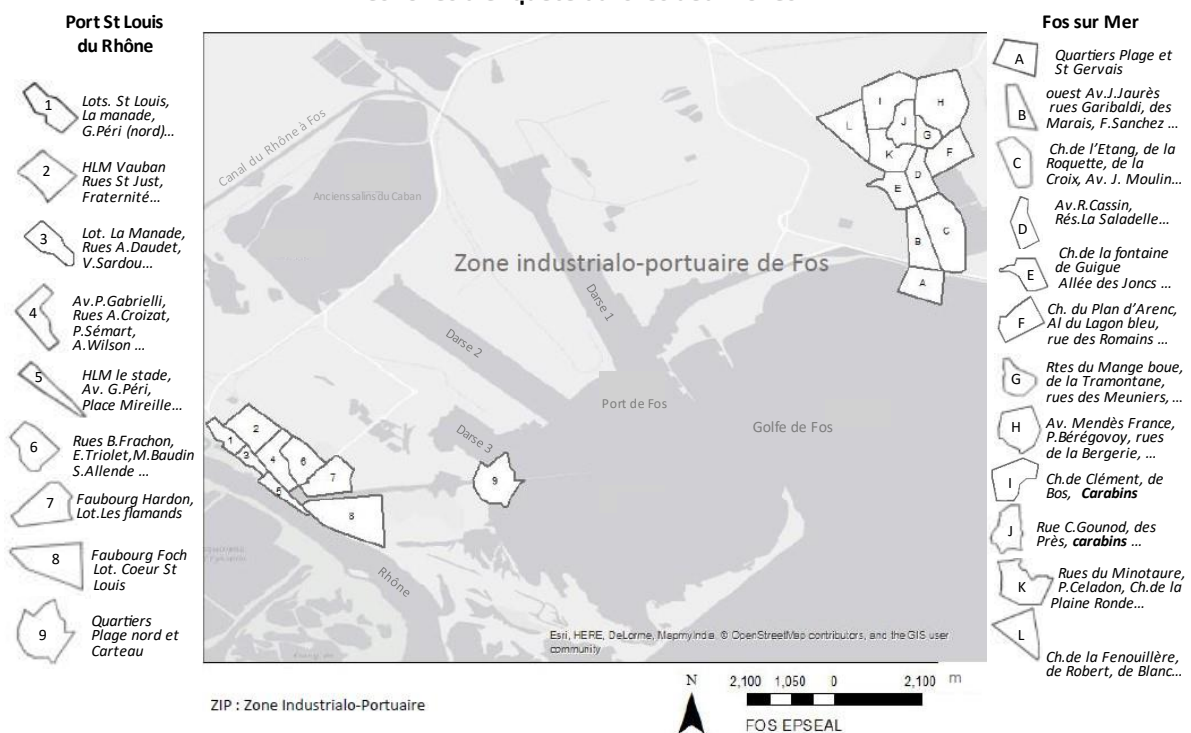 Port St Louis
du Rhône
1
Lots. St Louis,
La manade,
G.Péri (nord)...
2
HLM Vauban
Rues St Just,
Fraternité...
3
Lot. La Manade,
Rues A.Daudet,
V.Sardou...
4
Av.P.Gabrielli,
Rues A.Croizat,
P.Sémart,
A.Wilson ...
5
HLM le stade,
Av. G.Péri,
Place Mireille...
6
Rues B.Frachon,
E.Triolet,M.Baudin
S.Allende ...
7
Faubourg Hardon,
Lot.Les flamands
8
Faubourg Foch
Lot. Coeur St
Louis
9
Quartiers
Plage nord et
Carteau
Canal du Rhône à Fos
Anciens salins du Caban
Zone industrialo-portuaire de Fos
Darse 1
Darse 2
Darse 3
Port de Fos
Golfe de Fos
Rhône
I
H
L
J
G
K
F
D
E
B
C
A
1
2
3
4
6
7
5
8
9
Esri, HERE, DeLorme, MapmyIndia, © OpenStreetMap contributors, and the GIS user
community
Fos sur Mer
A
Quartiers Plage et
St Gervais
B
ouest Av.J.Jaurès
rues Garibaldi, des
Marais, F.Sanchez ...
C
Ch.de l'Etang, de la
Roquette, de la
Croix, Av. J. Moulin...
D
Av.R.Cassin,
Rés.La Saladelle...
E
Ch.de la fontaine
de Guigue
Allée des Joncs ...
F
Ch. du Plan d'Arenc,
Al du Lagon bleu,
rue des Romains ...
G
Rtes du Mange boue,
de la Tramontane,
rues des Meuniers, ...
H
Av. Mendès France,
P.Bérégovoy, rues
de la Bergerie, ...
I
Ch.de Clément, de
Bos, Carabins
J
Rue C.Gounod, des
Près, carabins ...
K
Rues du Minotaure,
P.Celadon, Ch.de la
Plaine Ronde...
L
Ch.de la Fenouillère,
de Robert, de Blanc...
ZIP : Zone Industrialo-Portuaire
N
2,100 1,050 0 2,100 m
FOS EPSEAL